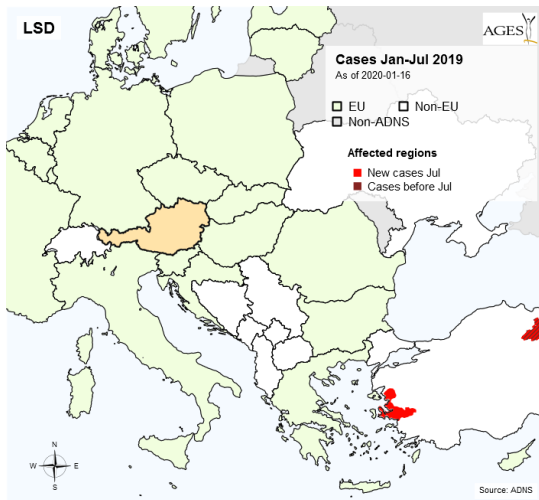 LSD
AGES
Cases Jan-Jul 2019
As of 2020-01-16
EU
Non-EU
Non-ADNS
Affected regions
New cases Jul
Cases before Jul
N
W
E
S
Source: ADNS